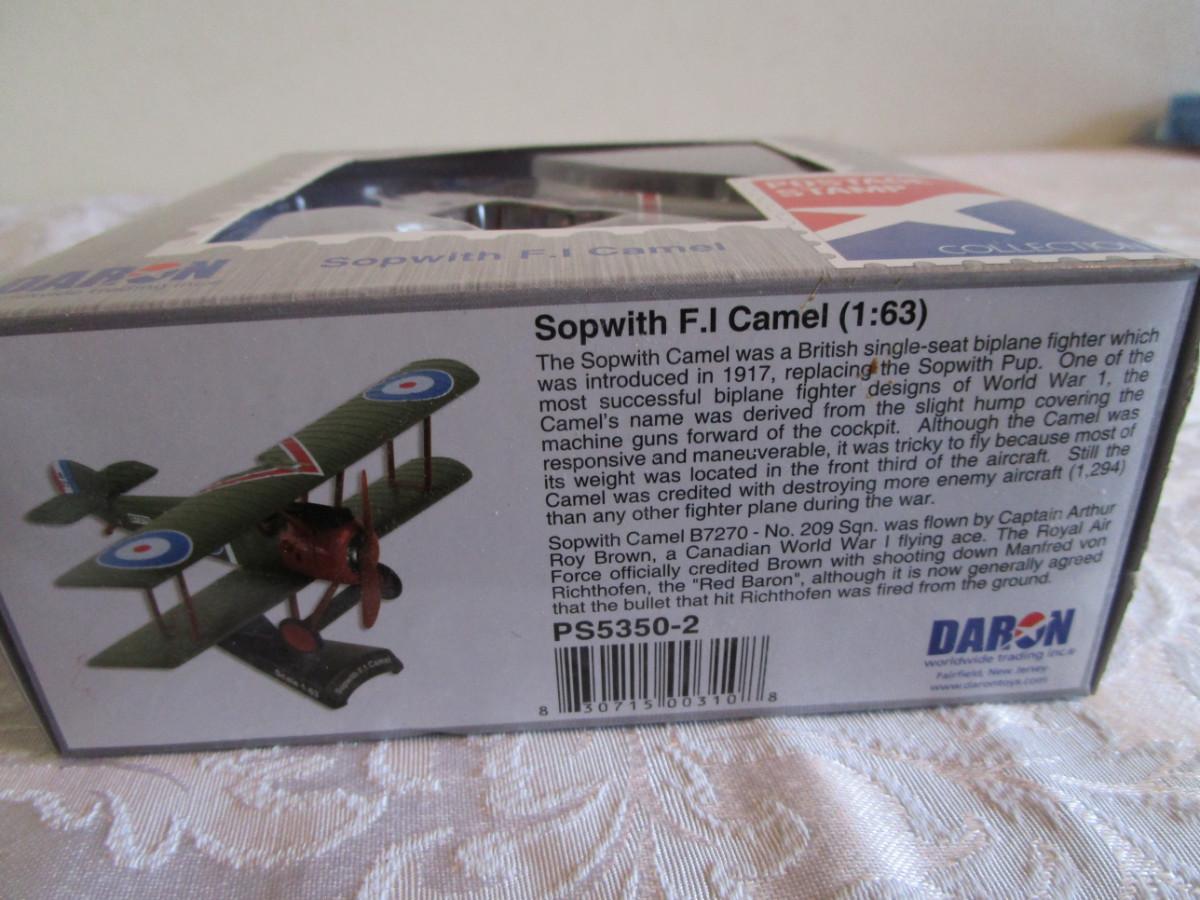 POSTAGE
STAMP
COLLECTION
DARON
Sopwith F.I Camel
Sopwith F.I Camel (1:63)
The Sopwith Camel was a British single-seat biplane fighter which
was introduced in 1917, replacing the Sopwith Pup. One of the
most successful biplane fighter designs of World War 1, the
Camel's name was derived from the slight hump covering the
machine guns forward of the cockpit. Although the Camel was
responsive and maneuverable, it was tricky to fly because most of
its weight was located in the front third of the aircraft. Still the
Camel was credited with destroying more enemy aircraft (1,294)
than any other fighter plane during the war.
Sopwith Camel B7270 - No. 209 Sqn. was flown by Captain Arthur
Roy Brown, a Canadian World War I flying ace. The Royal Air
Force officially credited Brown with shooting down Manfred von
Richthofen, the "Red Baron", although it is now generally agreed
that the bullet that hit Richthofen was fired from the ground.
PS5350-2
8 30715 00310 8
DARON
worldwide trading inc.®
Fairfield, New Jersey
www.darontoys.com
Scale 1:63
Sopwith F.1 Camel